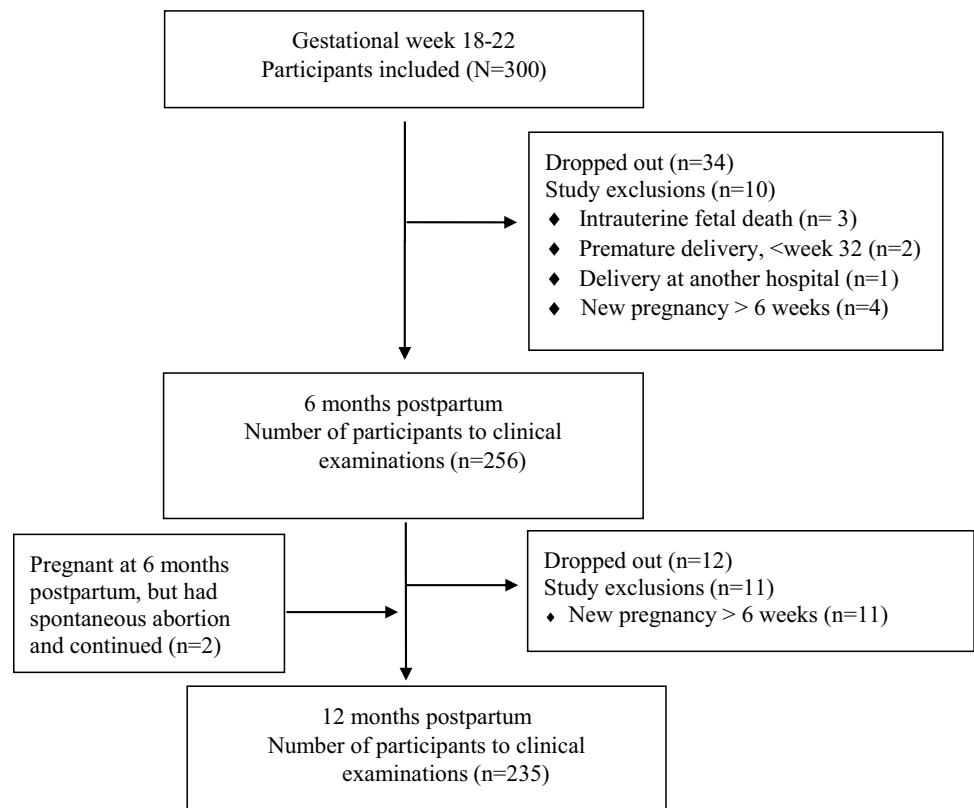 Gestational week 18-22
Participants included (N=300)
Dropped out (n=34)
Study exclusions (n=10)
♦ Intrauterine fetal death (n= 3)
♦ Premature delivery, <week 32 (n=2)
♦ Delivery at another hospital (n=1)
♦ New pregnancy > 6 weeks (n=4)
6 months postpartum
Number of participants to clinical
examinations (n=256)
Pregnant at 6 months
postpartum, but had
spontaneous abortion
and continued (n=2)
Dropped out (n=12)
Study exclusions (n=11)
♦ New pregnancy > 6 weeks (n=11)
12 months postpartum
Number of participants to clinical
examinations (n=235)